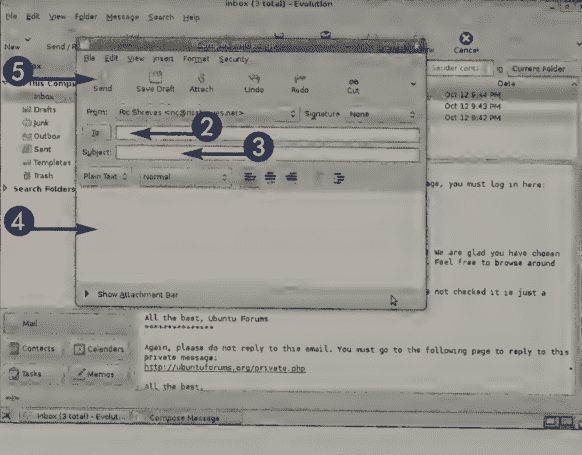 inbox (3 total) - Evolution
File Edit View Folder Message Search Help
New Send / R Cancel
Current Folder
This Compu Date
Inbox Oct 12 9:44 PM
Drafts Oct 12 9:43 PM
Junk Oct 12 9:42 PM
Outbox
Sent
Templates
Trash
Search Folders
File Edit View Insert Format Security
5
Send Save Draft Attach Undo Redo Cut
From: Ric Shreves Signature None
To: 2
Subject: 3
Plain Text Normal
4
Show Attachment Bar
age, you must log in here:
We are glad you have chosen
Feel free to browse around
not checked it is just a
All the best, Ubuntu Forums
***************
Again, please do not reply to this email. You must go to the following page to reply to this
private message:
http://ubuntuforums.org/private.php
All the best,
Mail
Contacts Calendars
Tasks Memos
Inbox (3 total) - Evolut... Compose Message